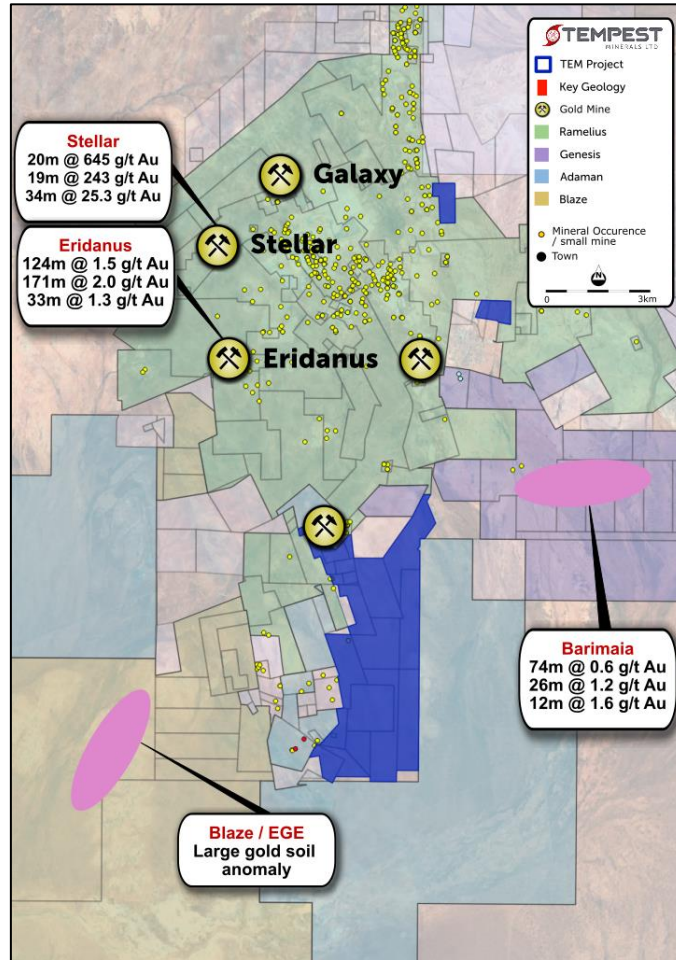 TEMPEST
MINERALS LTD
TEM Project
Key Geology
Gold Mine
Ramelius
Genesis
Adaman
Blaze
Mineral Occurence
/ small mine
Town
N
0 3km
Stellar
20m @ 645 g/t Au
19m @ 243 g/t Au
34m @ 25.3 g/t Au
Galaxy
Stellar
Eridanus
124m @ 1.5 g/t Au
171m @ 2.0 g/t Au
33m @ 1.3 g/t Au
Eridanus
Barimaia
74m @ 0.6 g/t Au
26m @ 1.2 g/t Au
12m @ 1.6 g/t Au
Blaze / EGE
Large gold soil
anomaly